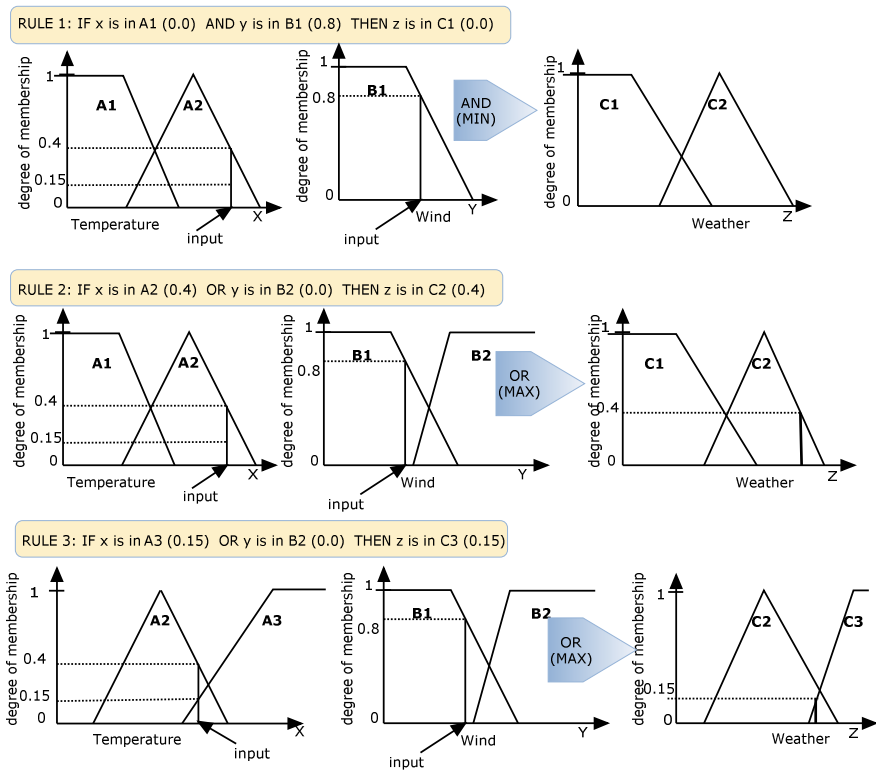 RULE 1: IF x is in A1 (0.0)  AND y is in B1 (0.8)  THEN z is in C1 (0.0)
degree of membership
1
A1
A2
0.4
0.15
0
Temperature
X
input
degree of membership
1
B1
0.8
0
Wind
Y
input
AND
(MIN)
degree of membership
1
C1
C2
0
Weather
Z
RULE 2: IF x is in A2 (0.4)  OR y is in B2 (0.0)  THEN z is in C2 (0.4)
degree of membership
1
A1
A2
0.4
0.15
0
Temperature
X
input
degree of membership
1
B1
B2
0.8
0
Wind
Y
input
OR
(MAX)
degree of membership
1
C1
C2
0.4
0
Weather
Z
RULE 3: IF x is in A3 (0.15)  OR y is in B2 (0.0)  THEN z is in C3 (0.15)
degree of membership
1
A2
A3
0.4
0.15
0
Temperature
X
input
degree of membership
1
B1
B2
0.8
0
Wind
Y
input
OR
(MAX)
degree of membership
1
C2
C3
0.15
0
Weather
Z